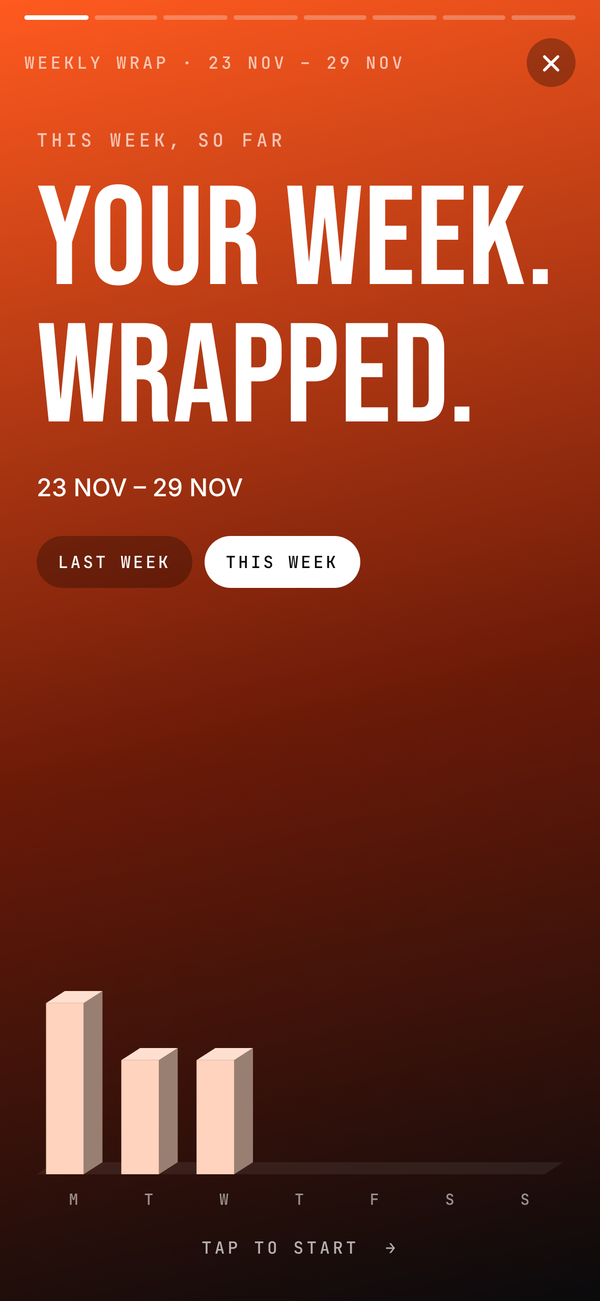 WEEKLY WRAP · 23 NOV – 29 NOV
THIS WEEK, SO FAR
YOUR WEEK.
WRAPPED.
23 NOV – 29 NOV
LAST WEEK THIS WEEK
M T W T F S S
TAP TO START →